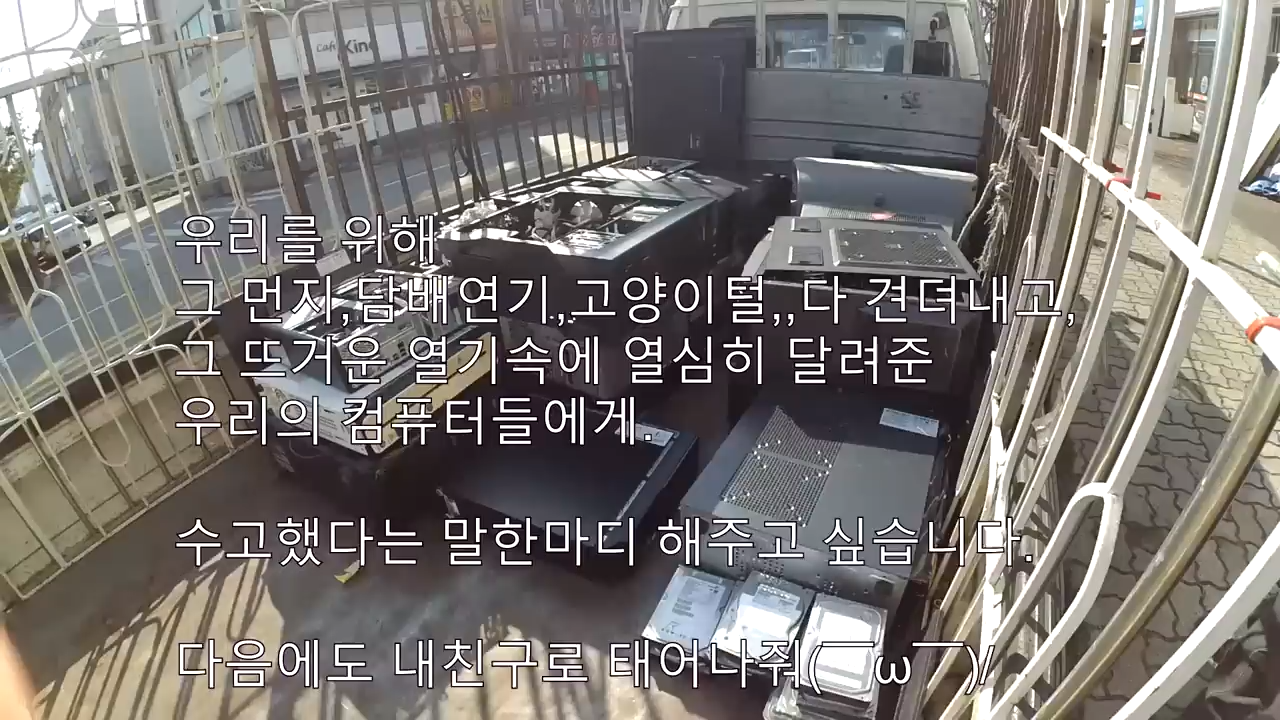 Cafe King
우리를 위해
그 먼지,담배연기,,고양이털,,다 견뎌내고,
그 뜨거운 열기속에 열심히 달려준
우리의 컴퓨터들에게.
수고했다는 말한마디 해주고 싶습니다.
다음에도 내친구로 태어나줘(￣ω￣)/